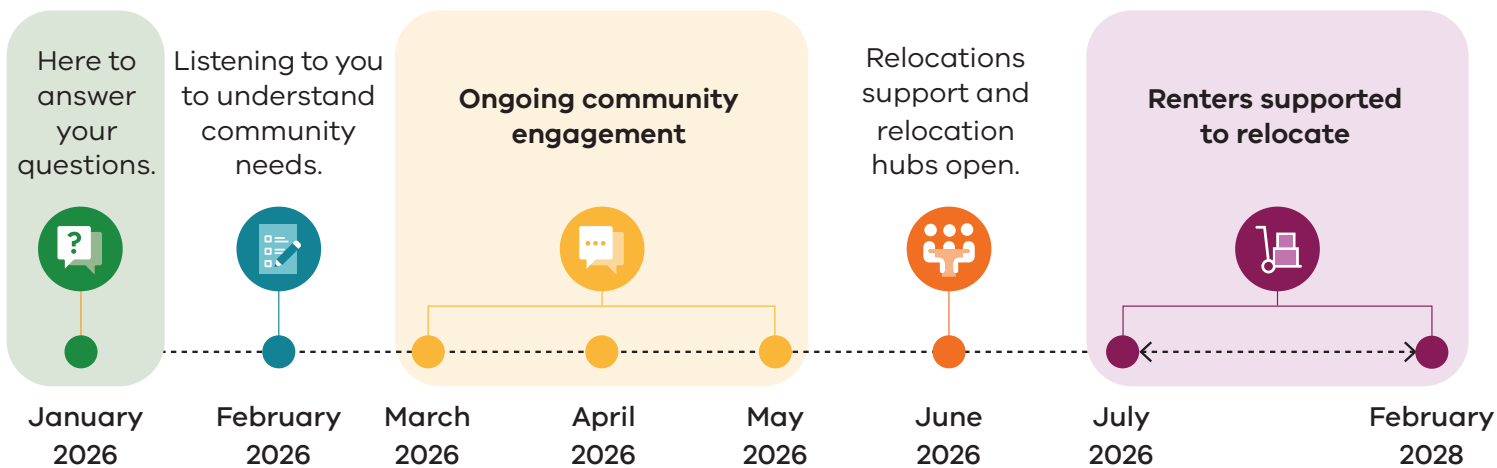 Here to
answer
your
questions.
Listening to you
to understand
community
needs.
Ongoing community
engagement
Relocations
support and
relocation
hubs open.
Renters supported
to relocate
?
January
2026
February
2026
March
2026
April
2026
May
2026
June
2026
July
2026
February
2028